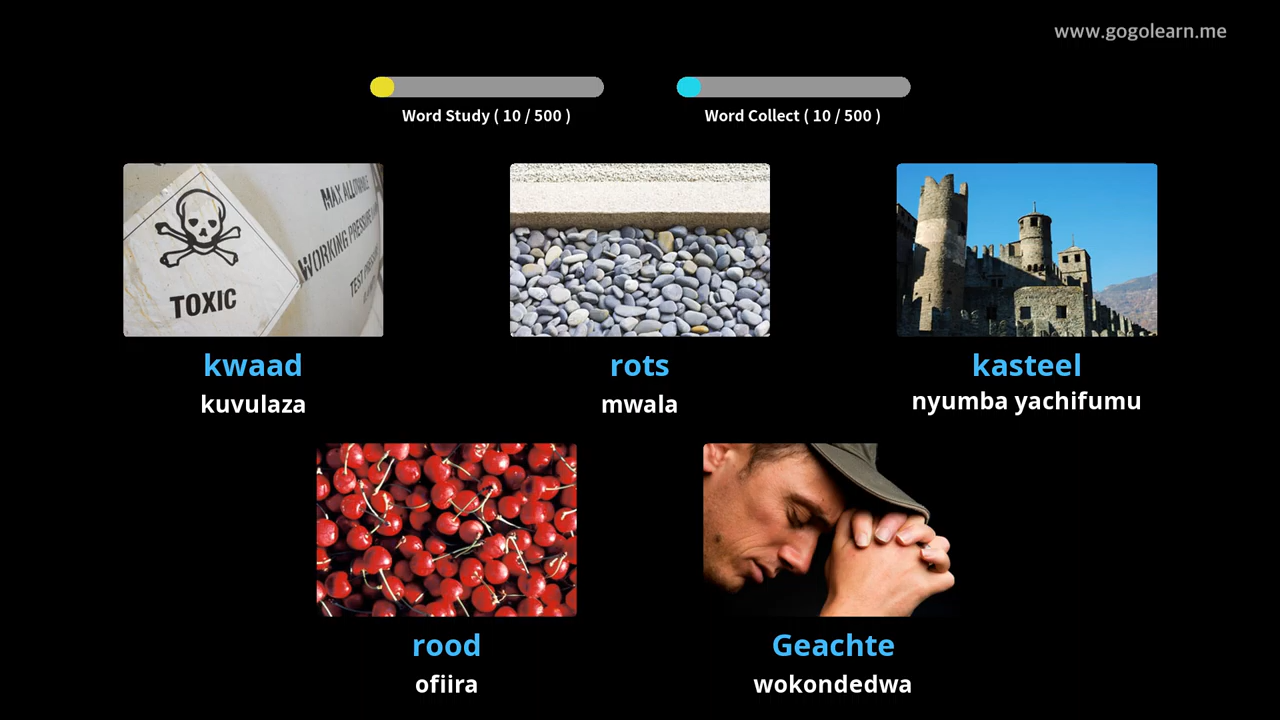 www.gogolearn.me
Word Study ( 10 / 500 )
Word Collect ( 10 / 500 )
TOXIC
MAX ALLOWABLE
WORKING PRESSURE
kwaad
rots
kasteel
kuvulaza
mwala
nyumba yachifumu
rood
Geachte
ofiira
wokondedwa